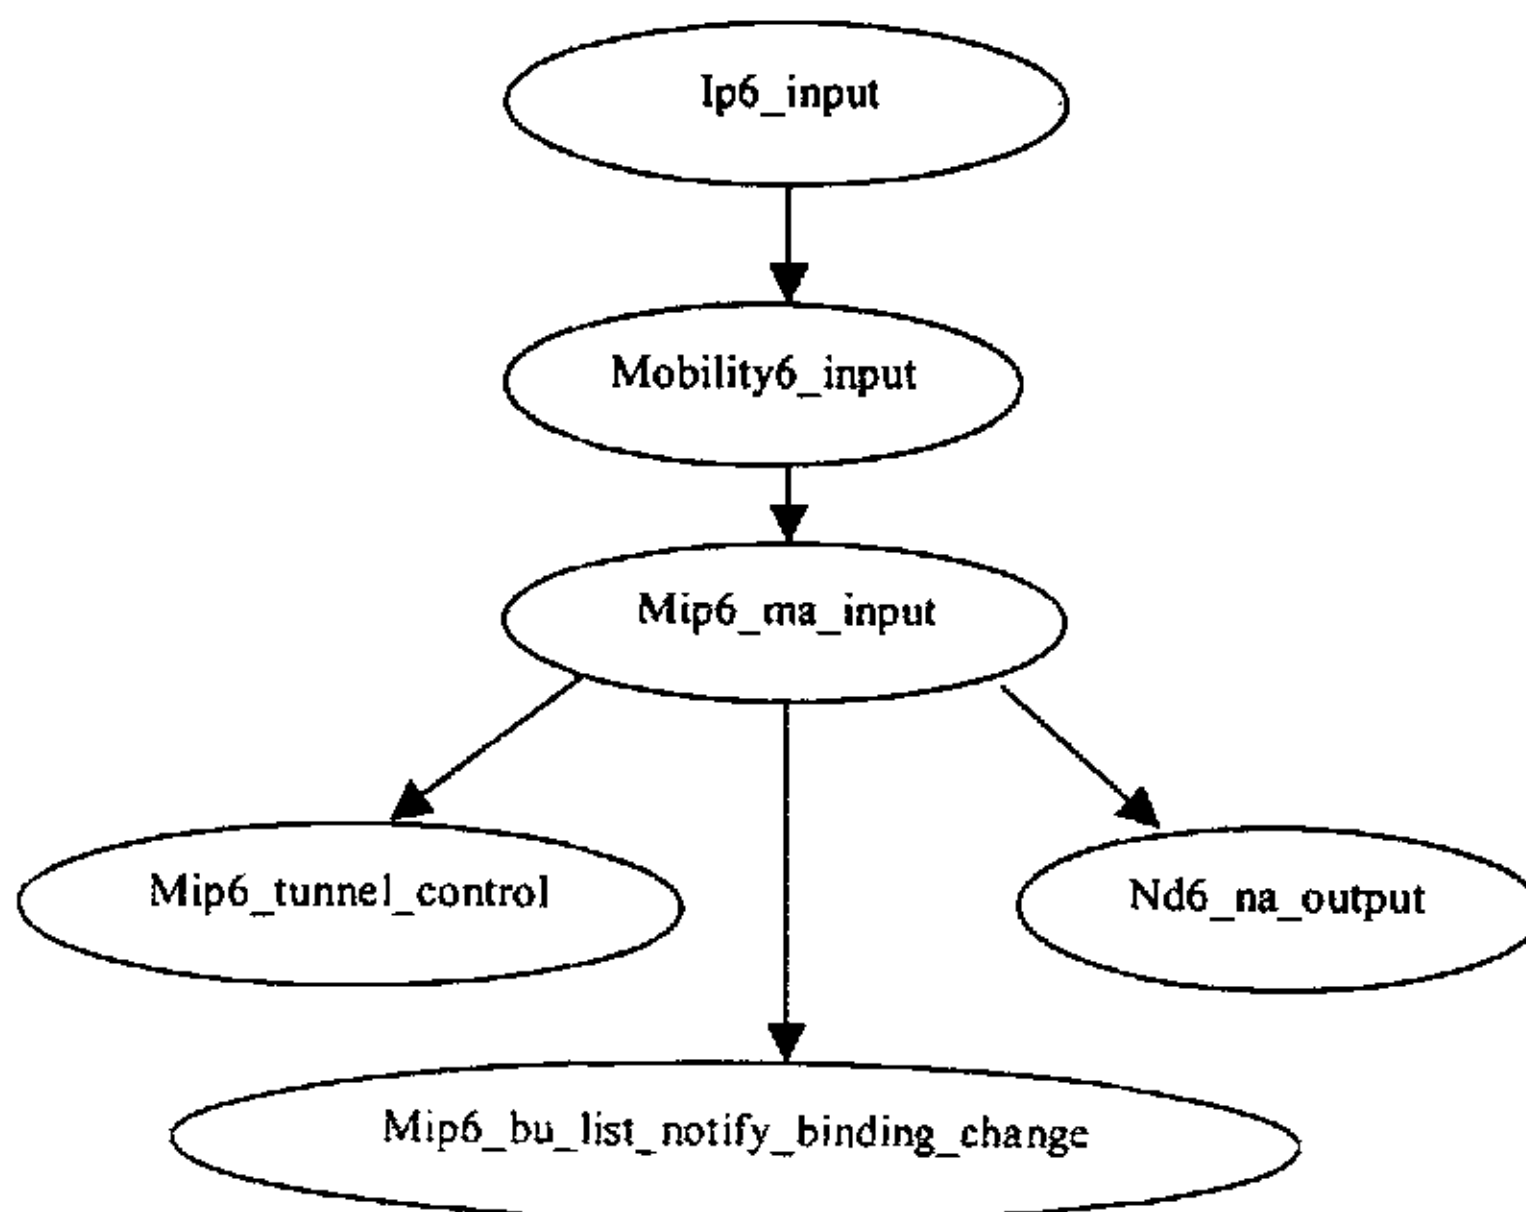 Ip6_input
Mobility6_input
Mip6_ma_input
Mip6_tunnel_control
Nd6_na_output
Mip6_bu_list_notify_binding_change